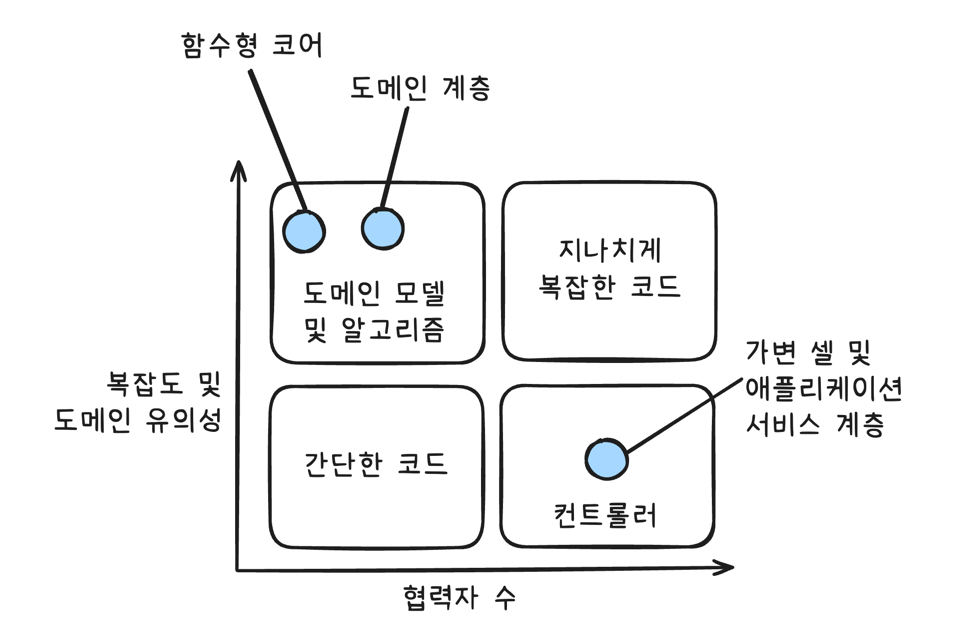 함수형 코어
도메인 계층
도메인 모델
및 알고리즘
지나치게
복잡한 코드
가변 셸 및
애플리케이션
서비스 계층
복잡도 및
도메인 유의성
간단한 코드
컨트롤러
협력자 수